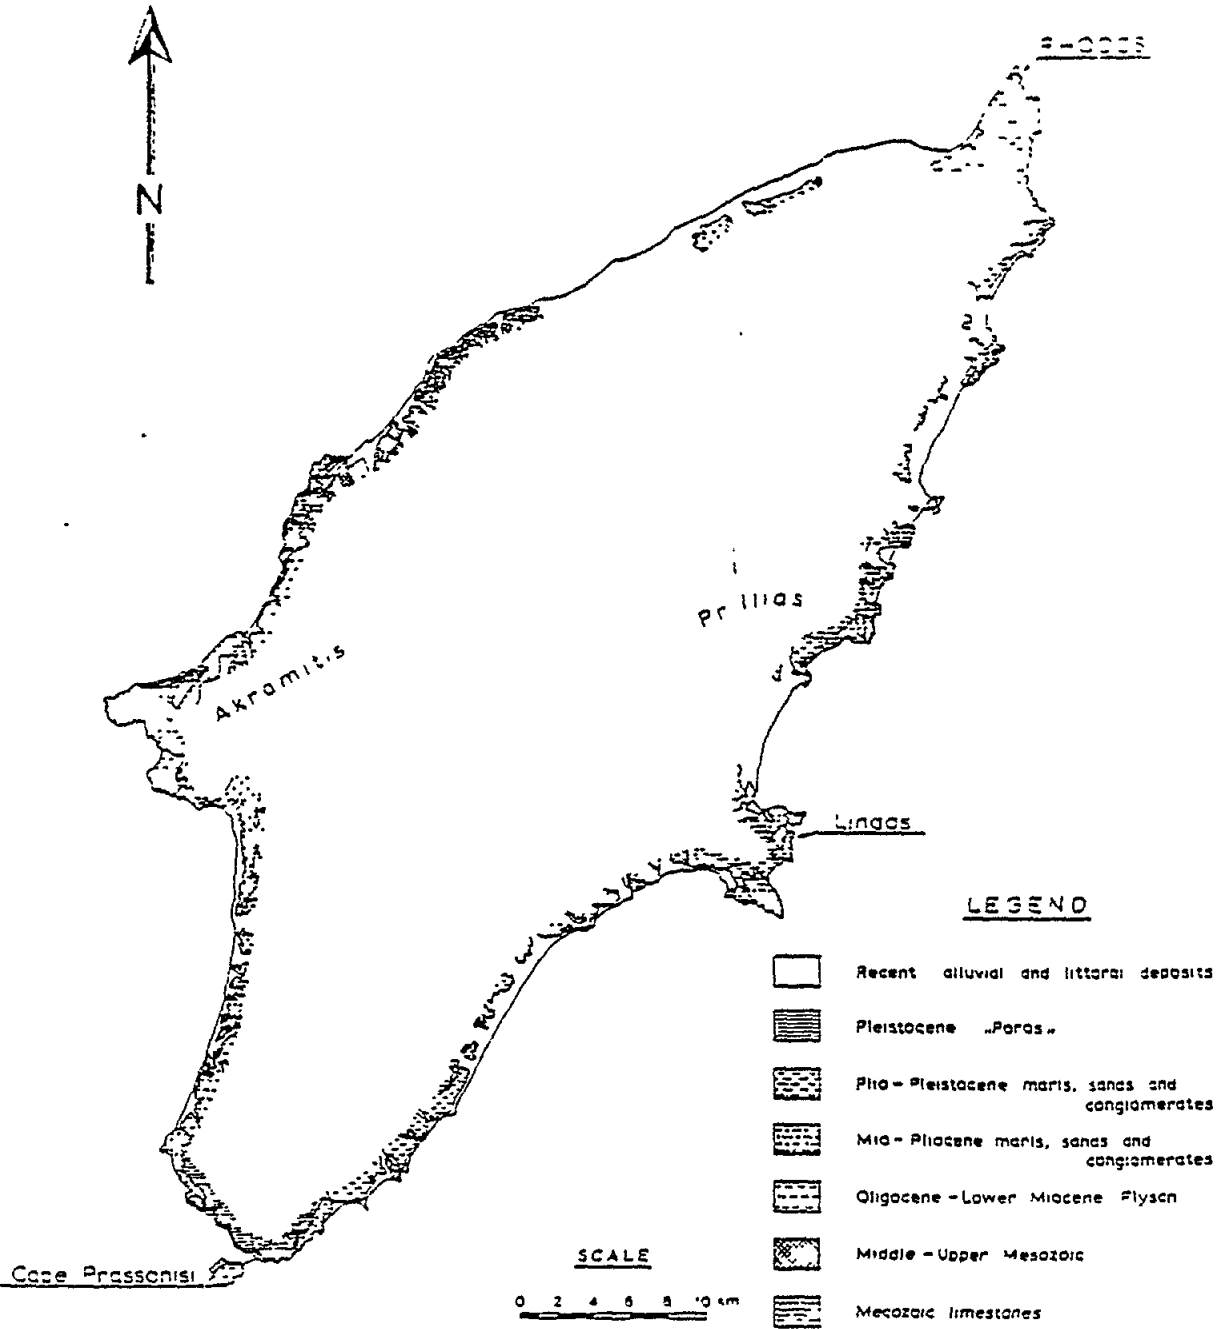 RHODOS
N
Pr Ilias
Akramitis
Lindos
LEGEND
Recent alluvial and littoral deposits
Pleistocene „Poros„
Plio-Pleistocene marls, sands and
conglomerates
Mio-Pliocene marls, sands and
conglomerates
Oligocene-Lower Miocene Flysch
Middle-Upper Mesozoic
Mecozoic limestones
SCALE
0 2 4 6 8 10 km
Cape Prassonisi